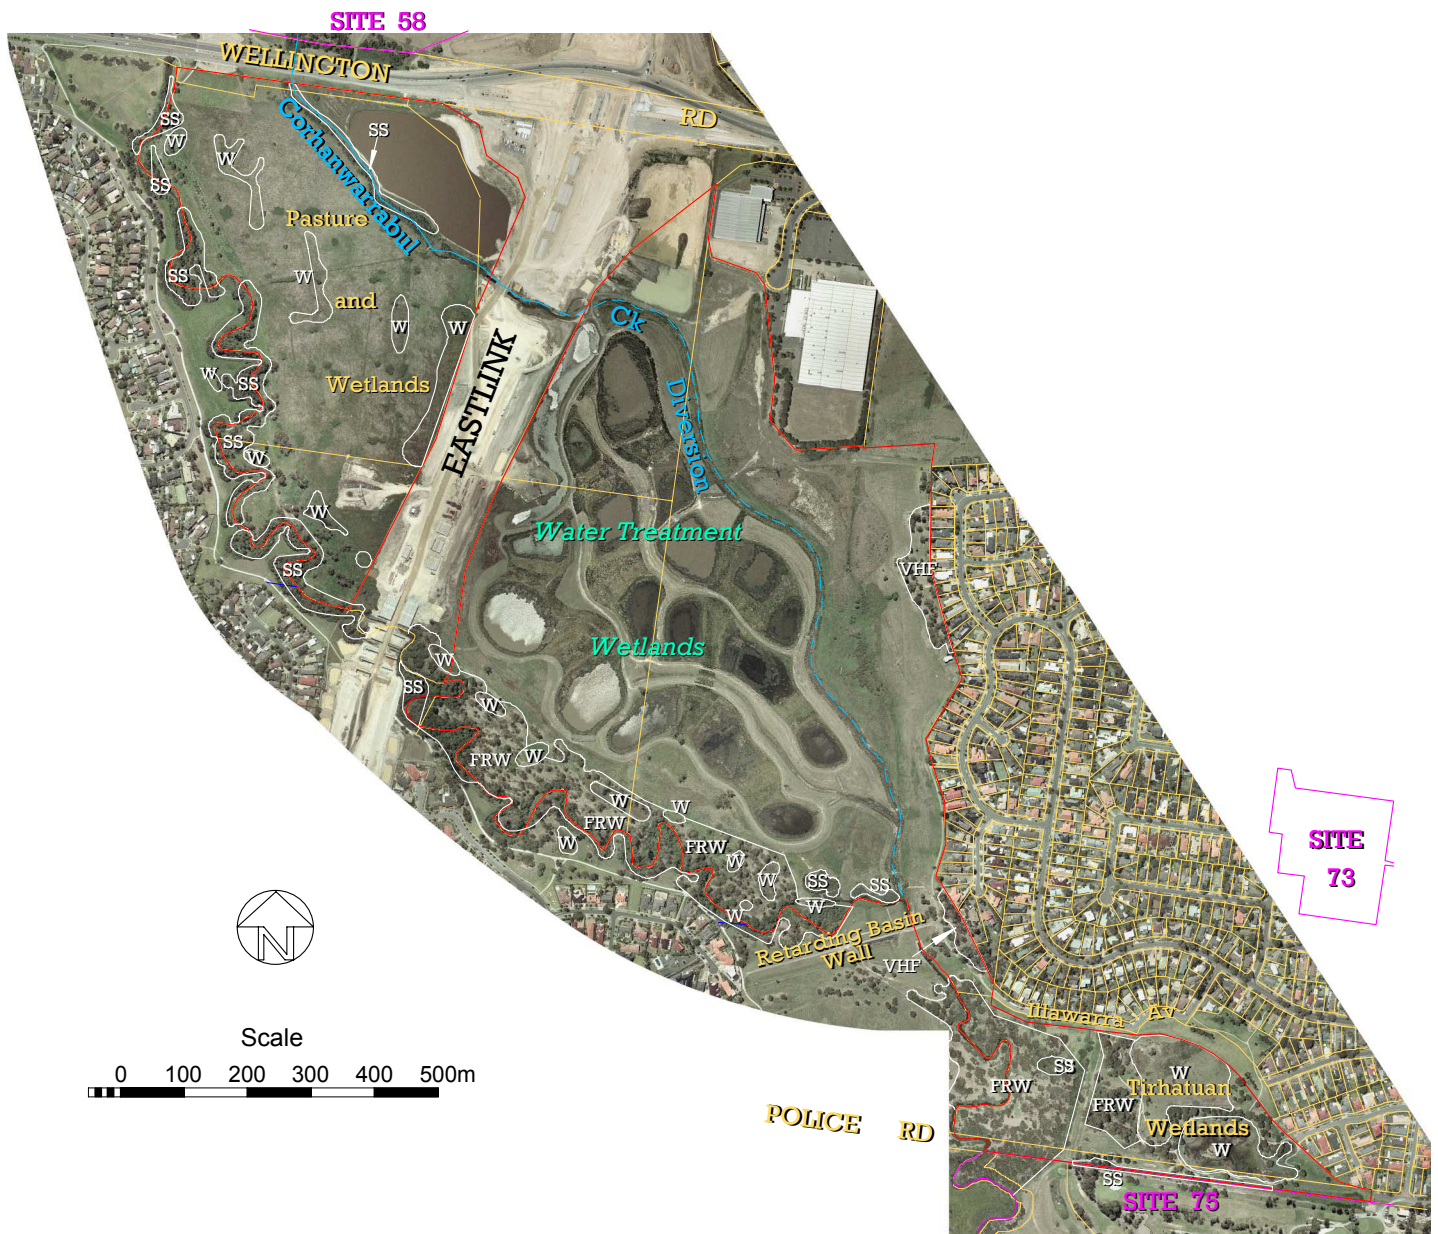 SITE 58
WELLINGTON
RD
Corhanwarrabul
SS
SS
W
W
SS
Pasture
SS
W
and
W
W
Ck
Wetlands
W
SS
EASTLINK
Diversion
SS
W
W
Water Treatment
SS
VHF
Wetlands
W
SS
W
FRW
W
W
W
FRW
W
FRW
W
W
SS
SS
W
W
Retarding Basin
Wall
VHF
Illawarra Av
SITE
73
N
Scale
0 100 200 300 400 500m
SS
FRW
W
Tirhatuan
FRW
Wetlands
W
POLICE RD
SS
SITE 75